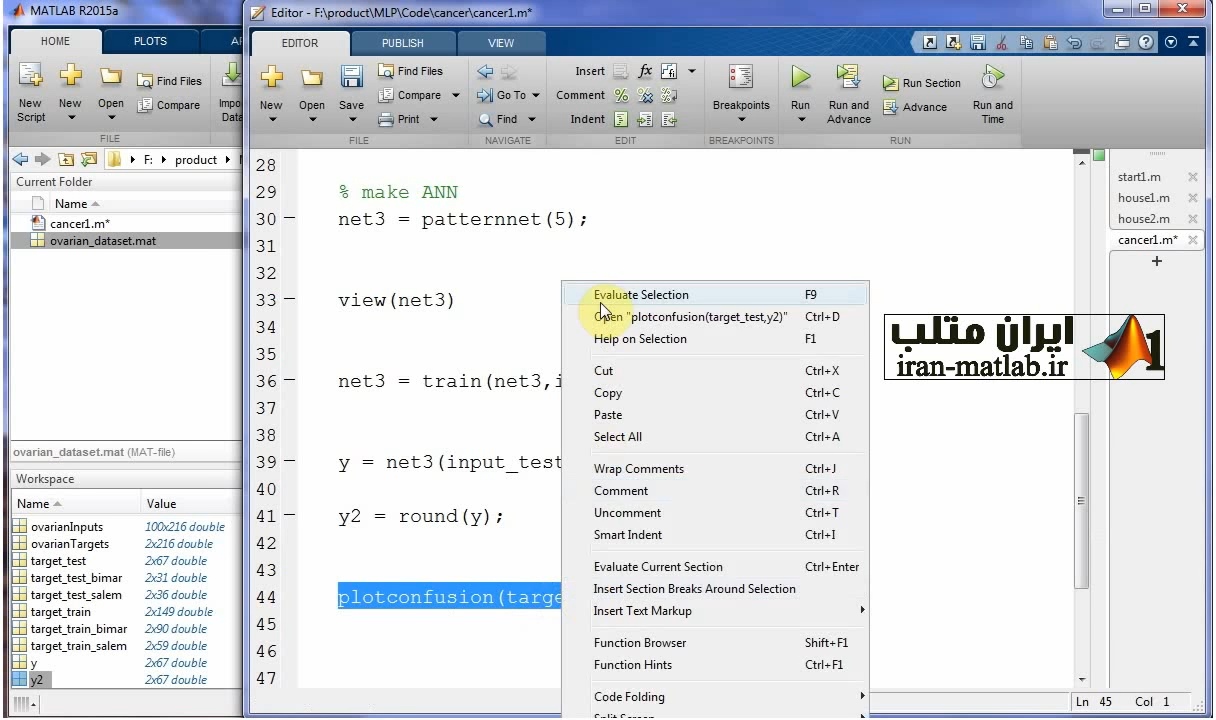 MATLAB R2015a
HOME PLOTS AP
New Script
New
Open
Find Files
Compare
Impo
Data
FILE
F: product
Current Folder
Name
cancer1.m*
ovarian_dataset.mat
ovarian_dataset.mat (MAT-file)
Workspace
Name Value
ovarianInputs 100x216 double
ovarianTargets 2x216 double
target_test 2x67 double
target_test_bimar 2x31 double
target_test_salem 2x36 double
target_train 2x149 double
target_train_bimar 2x90 double
target_train_salem 2x59 double
y 2x67 double
y2 2x67 double
Editor - F:\product\MLP\Code\cancer\cancer1.m*
EDITOR PUBLISH VIEW
New Open Save
Find Files
Compare
Print
FILE
Go To
Find
NAVIGATE
Insert fx
Comment
Indent
EDIT
Breakpoints
BREAKPOINTS
Run
Run and Advance
Run Section
Advance
Run and Time
RUN
28
29 % make ANN
30 – net3 = patternnet(5);
31
32
33 – view(net3)
34
35
36 – net3 = train(net3,i
37
38
39 – y = net3(input_test
40
41 – y2 = round(y);
42
43
44 plotconfusion(targe
45
46
47
Evaluate Selection F9
Open "plotconfusion(target_test,y2)" Ctrl+D
Help on Selection F1
Cut Ctrl+X
Copy Ctrl+C
Paste Ctrl+V
Select All Ctrl+A
Wrap Comments Ctrl+J
Comment Ctrl+R
Uncomment Ctrl+T
Smart Indent Ctrl+I
Evaluate Current Section Ctrl+Enter
Insert Section Breaks Around Selection
Insert Text Markup
Function Browser Shift+F1
Function Hints Ctrl+F1
Code Folding
Split Screen
start1.m
house1.m
house2.m
cancer1.m*
ایران متلب 1
iran-matlab.ir
Ln 45 Col 1